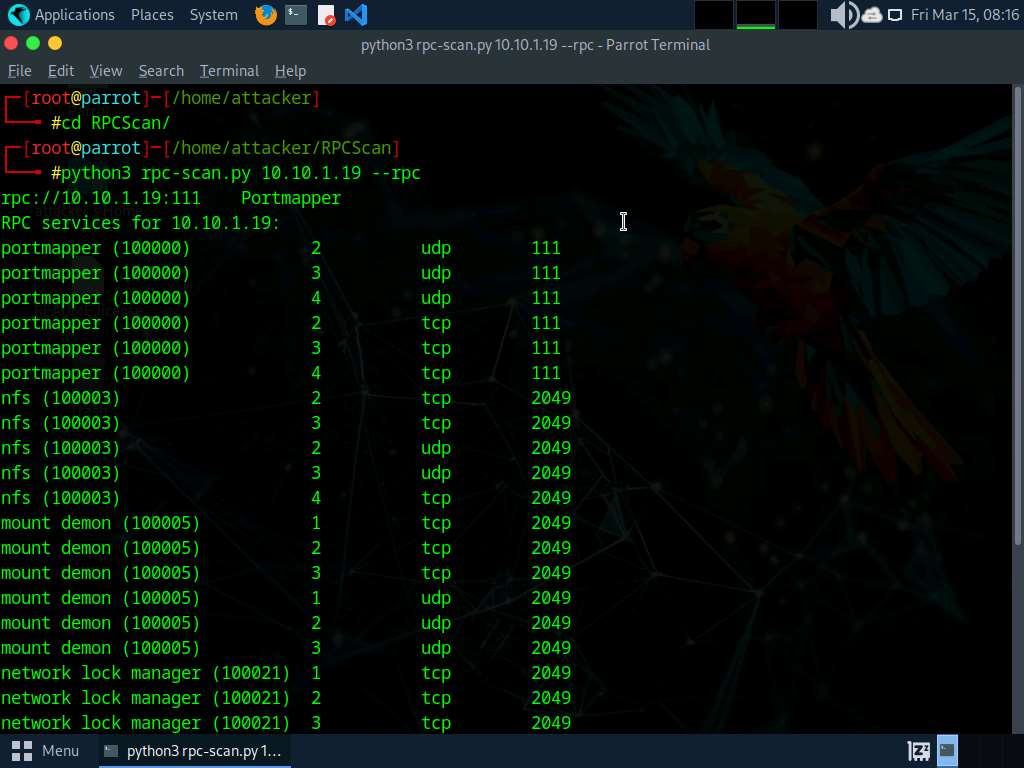 Applications Places System Fri Mar 15, 08:16
python3 rpc-scan.py 10.10.1.19 --rpc - Parrot Terminal
File Edit View Search Terminal Help
[root@parrot]─[/home/attacker]
#cd RPCScan/
[root@parrot]─[/home/attacker/RPCScan]
#python3 rpc-scan.py 10.10.1.19 --rpc
rpc://10.10.1.19:111 Portmapper
RPC services for 10.10.1.19:
portmapper (100000) 2 udp 111
portmapper (100000) 3 udp 111
portmapper (100000) 4 udp 111
portmapper (100000) 2 tcp 111
portmapper (100000) 3 tcp 111
portmapper (100000) 4 tcp 111
nfs (100003) 2 tcp 2049
nfs (100003) 3 tcp 2049
nfs (100003) 2 udp 2049
nfs (100003) 3 udp 2049
nfs (100003) 4 tcp 2049
mount demon (100005) 1 tcp 2049
mount demon (100005) 2 tcp 2049
mount demon (100005) 3 tcp 2049
mount demon (100005) 1 udp 2049
mount demon (100005) 2 udp 2049
mount demon (100005) 3 udp 2049
network lock manager (100021) 1 tcp 2049
network lock manager (100021) 2 tcp 2049
network lock manager (100021) 3 tcp 2049
Menu python3 rpc-scan.py 1...